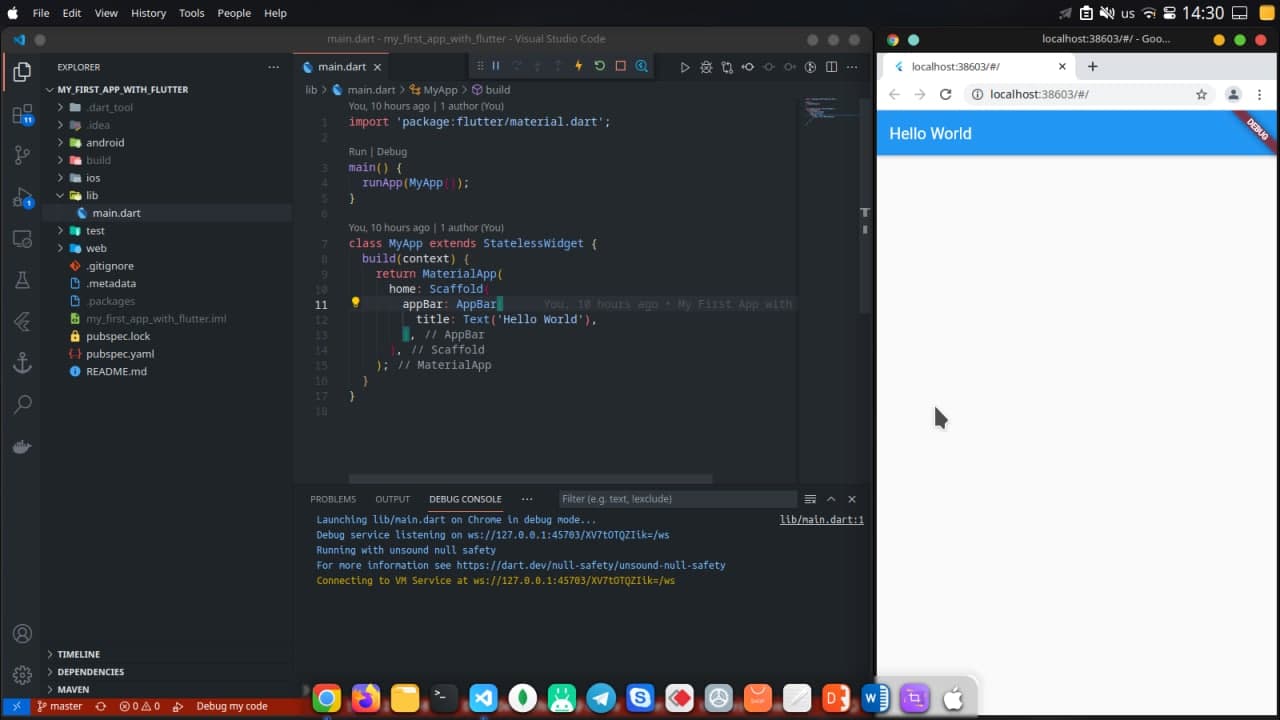 File Edit View History Tools People Help
us 14:30
main.dart - my_first_app_with_flutter - Visual Studio Code
localhost:38603/#/ - Goo...
EXPLORER
MY_FIRST_APP_WITH_FLUTTER
.dart_tool
.idea
android
build
ios
lib
main.dart
test
web
.gitignore
.metadata
.packages
my_first_app_with_flutter.iml
pubspec.lock
pubspec.yaml
README.md
TIMELINE
DEPENDENCIES
MAVEN
11
1
main.dart
lib > main.dart > MyApp > build
You, 10 hours ago | 1 author (You)
1 import 'package:flutter/material.dart';
2
Run | Debug
3 main() {
4 runApp(MyApp());
5 }
6
You, 10 hours ago | 1 author (You)
7 class MyApp extends StatelessWidget {
8 build(context) {
9 return MaterialApp(
10 home: Scaffold(
11 appBar: AppBar( You, 10 hours ago • My First App with
12 title: Text('Hello World'),
13 ), // AppBar
14 ), // Scaffold
15 ); // MaterialApp
16 }
17 }
18
PROBLEMS OUTPUT DEBUG CONSOLE ··· Filter (e.g. text, !exclude)
Launching lib/main.dart on Chrome in debug mode... lib/main.dart:1
Debug service listening on ws://127.0.0.1:45703/XV7tOTQZIik=/ws
Running with unsound null safety
For more information see https://dart.dev/null-safety/unsound-null-safety
Connecting to VM Service at ws://127.0.0.1:45703/XV7tOTQZIik=/ws
master 0 0 Debug my code
localhost:38603/#/
localhost:38603/#/
Hello World
DEBUG